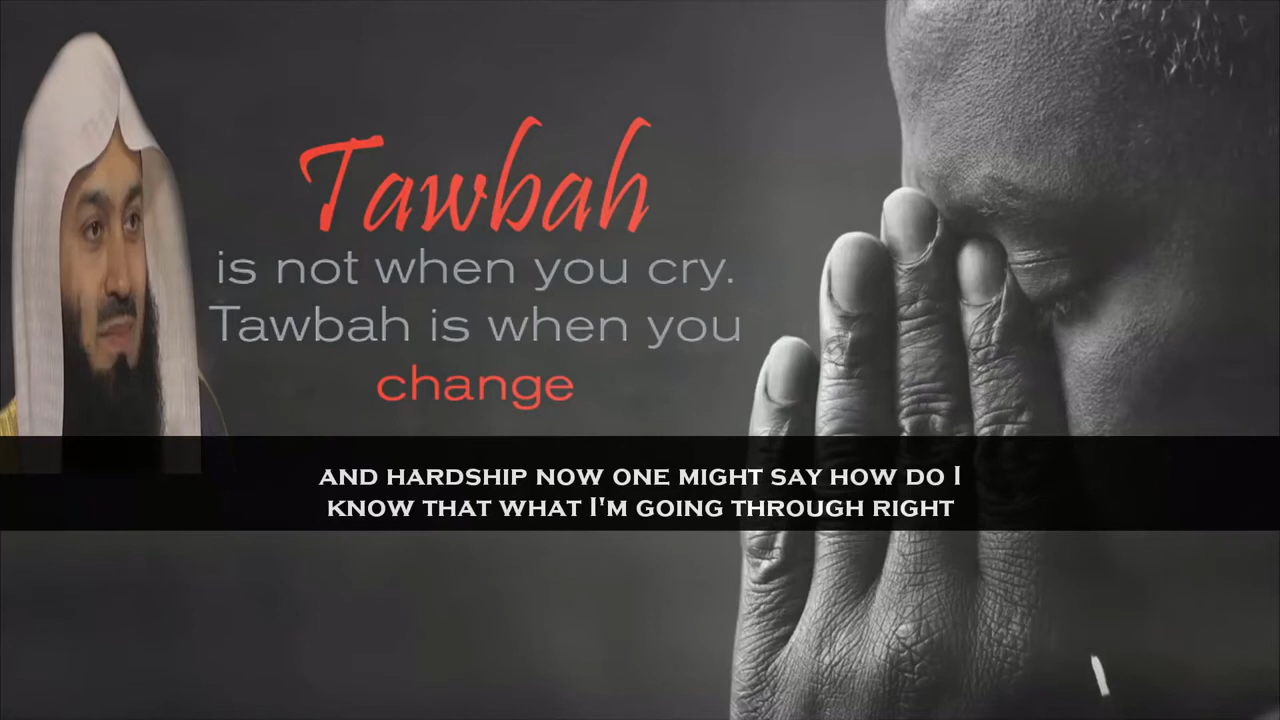 Tawbah
is not when you cry.
Tawbah is when you
change
AND HARDSHIP NOW ONE MIGHT SAY HOW DO I
KNOW THAT WHAT I'M GOING THROUGH RIGHT